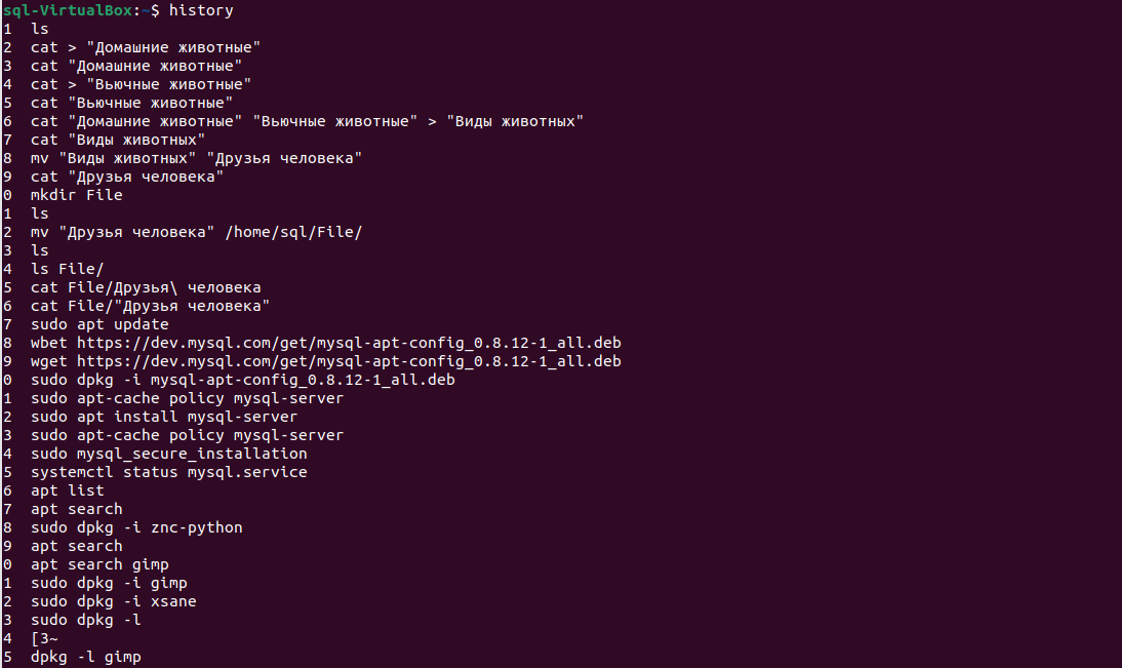 sql-VirtualBox:~$ history
1 ls
2 cat > "Домашние животные"
3 cat "Домашние животные"
4 cat > "Вьючные животные"
5 cat "Вьючные животные"
6 cat "Домашние животные" "Вьючные животные" > "Виды животных"
7 cat "Виды животных"
8 mv "Виды животных" "Друзья человека"
9 cat "Друзья человека"
0 mkdir File
1 ls
2 mv "Друзья человека" /home/sql/File/
3 ls
4 ls File/
5 cat File/Друзья\ человека
6 cat File/"Друзья человека"
7 sudo apt update
8 wbet https://dev.mysql.com/get/mysql-apt-config_0.8.12-1_all.deb
9 wget https://dev.mysql.com/get/mysql-apt-config_0.8.12-1_all.deb
0 sudo dpkg -i mysql-apt-config_0.8.12-1_all.deb
1 sudo apt-cache policy mysql-server
2 sudo apt install mysql-server
3 sudo apt-cache policy mysql-server
4 sudo mysql_secure_installation
5 systemctl status mysql.service
6 apt list
7 apt search
8 sudo dpkg -i znc-python
9 apt search
0 apt search gimp
1 sudo dpkg -i gimp
2 sudo dpkg -i xsane
3 sudo dpkg -l
4 [3~
5 dpkg -l gimp